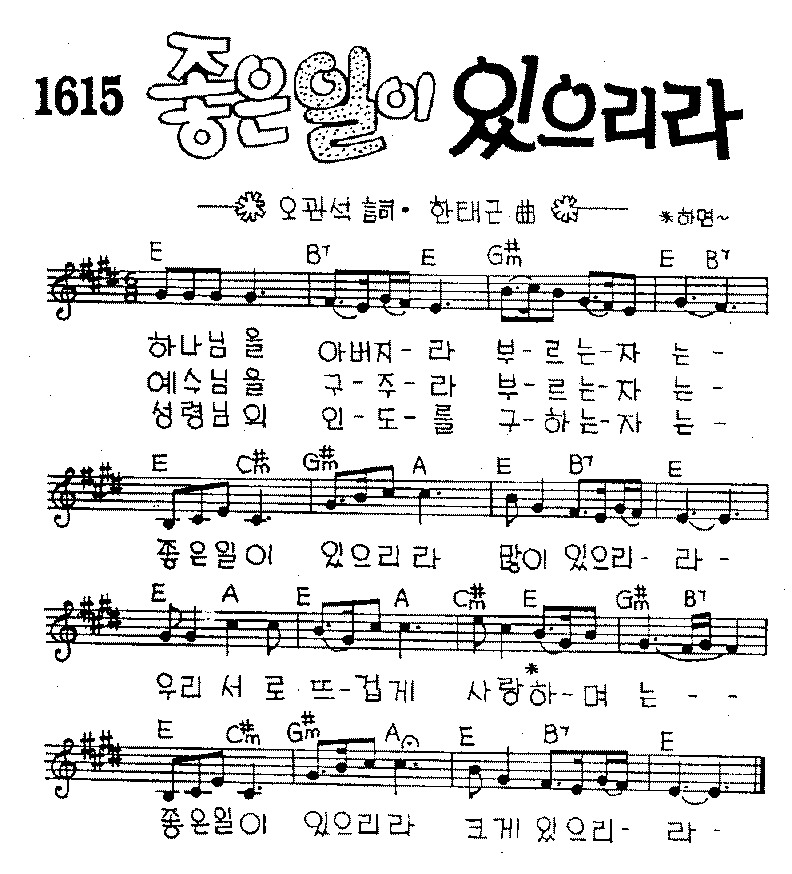 1615 좋은일이 있으리라
오관석 詞 · 한태근 曲
*하면~
E B7 E G#m E B7
하나님을 아버지- 라 부- 르는-자 는 -
예수님을 구- 주- 라 부- 르는-자 는 -
성령님의 인- 도- 를 구-하는-자 는 -
E C#m G#m A E B7 E
좋은일이 있으리라 많이 있으리- 라 -
E A E A C#m E G#m B7
우리 서로 뜨-겁게 사랑*하-며 는 - -
E C#m G#m A E B7 E
좋은일이 있으리라 크게 있으리- 라 -